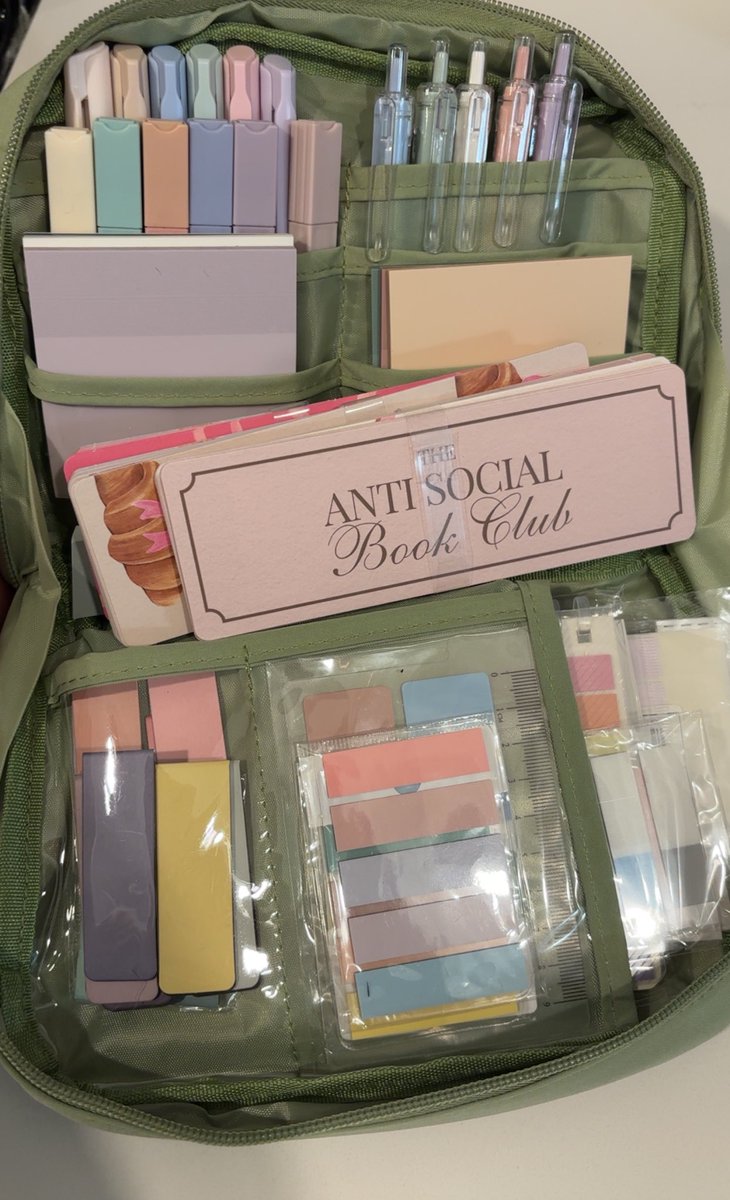 THE
ANTI SOCIAL
Book Club